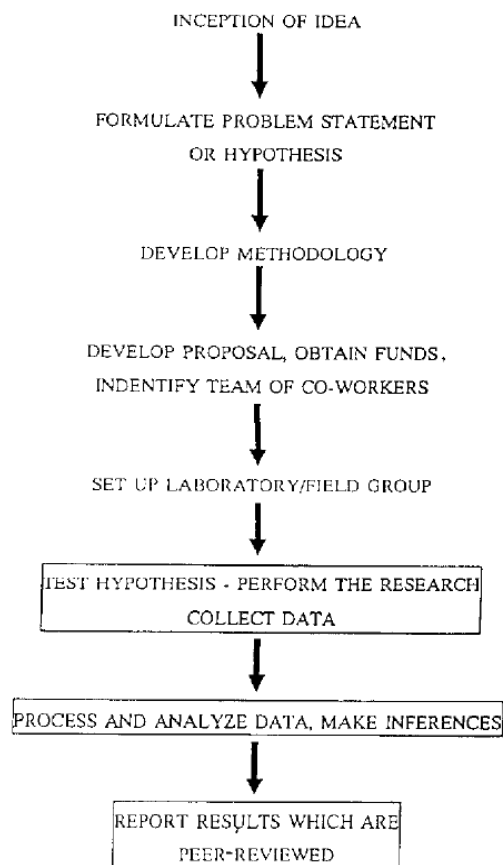 INCEPTION OF IDEA
FORMULATE PROBLEM STATEMENT
OR HYPOTHESIS
DEVELOP METHODOLOGY
DEVELOP PROPOSAL, OBTAIN FUNDS,
INDENTIFY TEAM OF CO-WORKERS
SET UP LABORATORY/FIELD GROUP
TEST HYPOTHESIS - PERFORM THE RESEARCH
COLLECT DATA
PROCESS AND ANALYZE DATA, MAKE INFERENCES
REPORT RESULTS WHICH ARE
PEER-REVIEWED